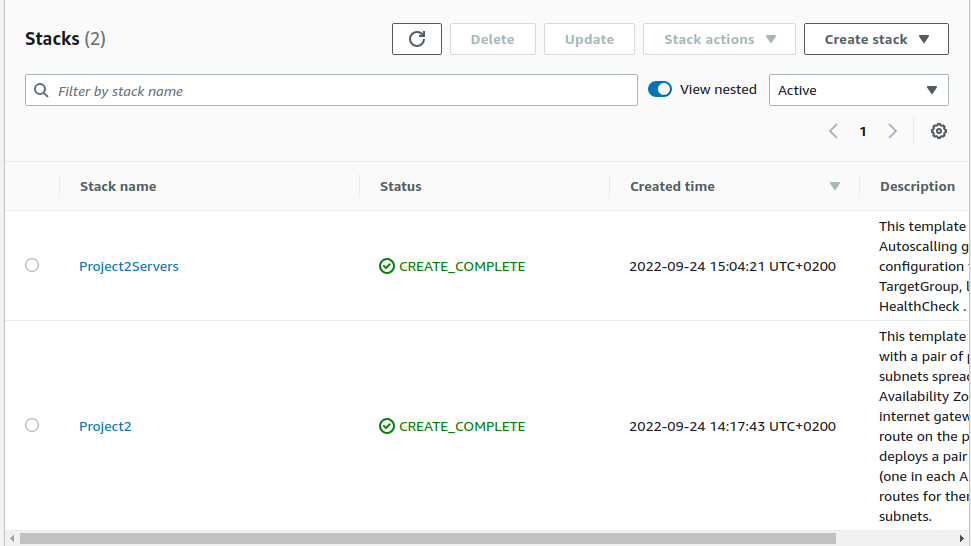 Stacks (2)
Delete
Update
Stack actions
Create stack
Filter by stack name
View nested
Active
1
Stack name
Status
Created time
Description
Project2Servers
CREATE_COMPLETE
2022-09-24 15:04:21 UTC+0200
This template
Autoscalling g
configuration
TargetGroup, l
HealthCheck .
Project2
CREATE_COMPLETE
2022-09-24 14:17:43 UTC+0200
This template
with a pair of
subnets spread
Availability Zo
internet gatew
route on the p
deploys a pair
(one in each A
routes for then
subnets.